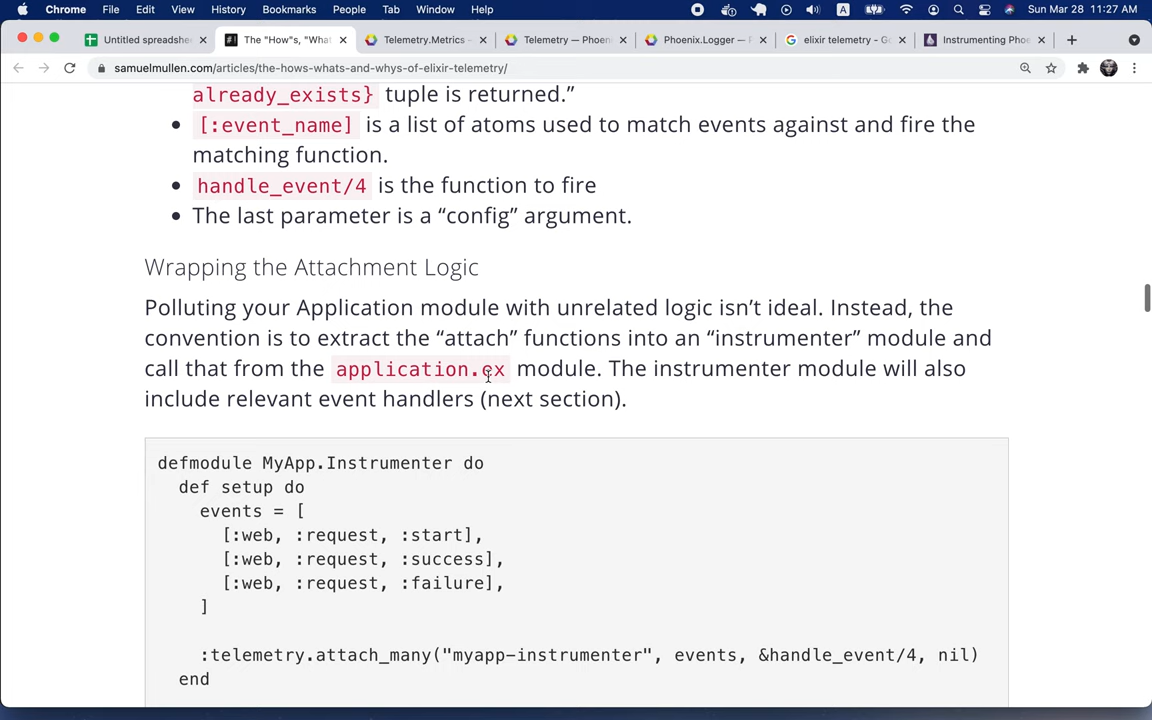 Chrome File Edit View History Bookmarks People Tab Window Help A Sun Mar 28 11:27 AM
Untitled spreadshe The "How"s, "What Telemetry.Metrics - Telemetry — Phoeni Phoenix.Logger — P elixir telemetry - Go Instrumenting Phoe
samuelmullen.com/articles/the-hows-whats-and-whys-of-elixir-telemetry/
already_exists} tuple is returned.”
[:event_name] is a list of atoms used to match events against and fire the
matching function.
handle_event/4 is the function to fire
The last parameter is a “config” argument.
Wrapping the Attachment Logic
Polluting your Application module with unrelated logic isn’t ideal. Instead, the
convention is to extract the “attach” functions into an “instrumenter” module and
call that from the application.ex module. The instrumenter module will also
include relevant event handlers (next section).
defmodule MyApp.Instrumenter do
def setup do
events = [
[:web, :request, :start],
[:web, :request, :success],
[:web, :request, :failure],
]
:telemetry.attach_many("myapp-instrumenter", events, &handle_event/4, nil)
end